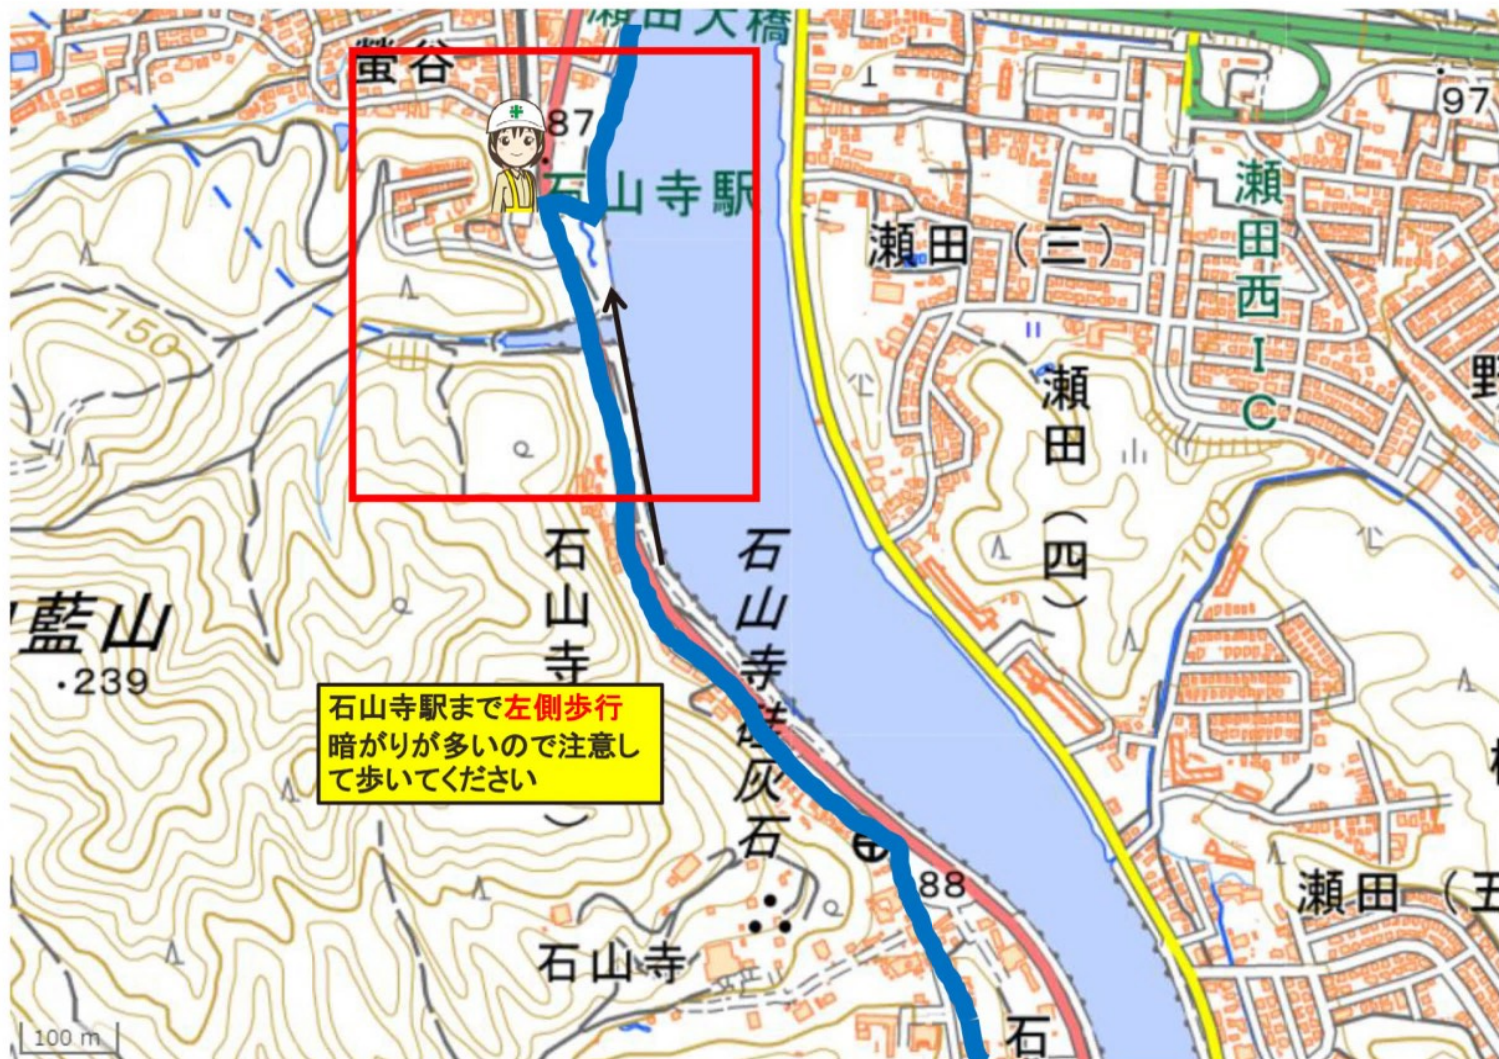 瀬田大橋
螢谷
87
97
石山寺駅
瀬田(三)
瀬田西IC
150
瀬田(四)
100
石山寺
石山寺硅灰石
藍山
・239
石山寺駅まで左側歩行
暗がりが多いので注意し
て歩いてください
88
瀬田(五
石山寺
石
野
100 m